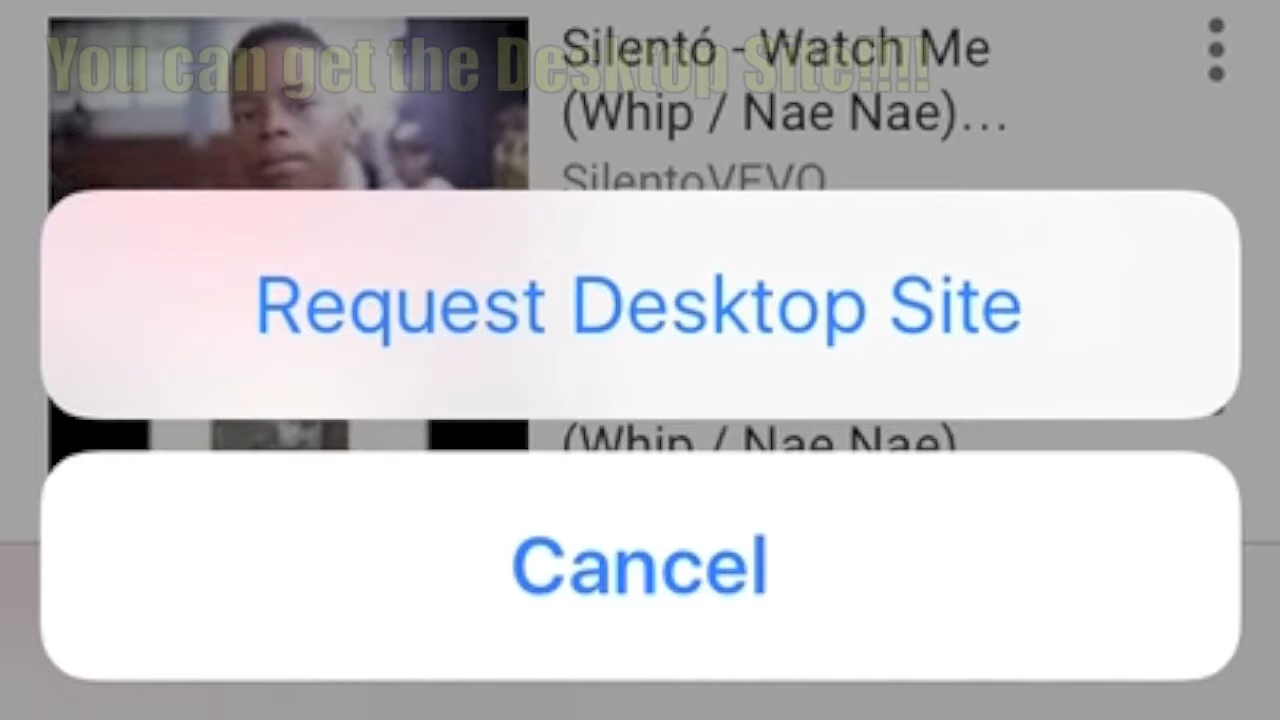 You can get the Desktop Site!!!!
Silentó - Watch Me
(Whip / Nae Nae)...
SilentoVEVO
Request Desktop Site
(Whip / Nae Nae)
Cancel